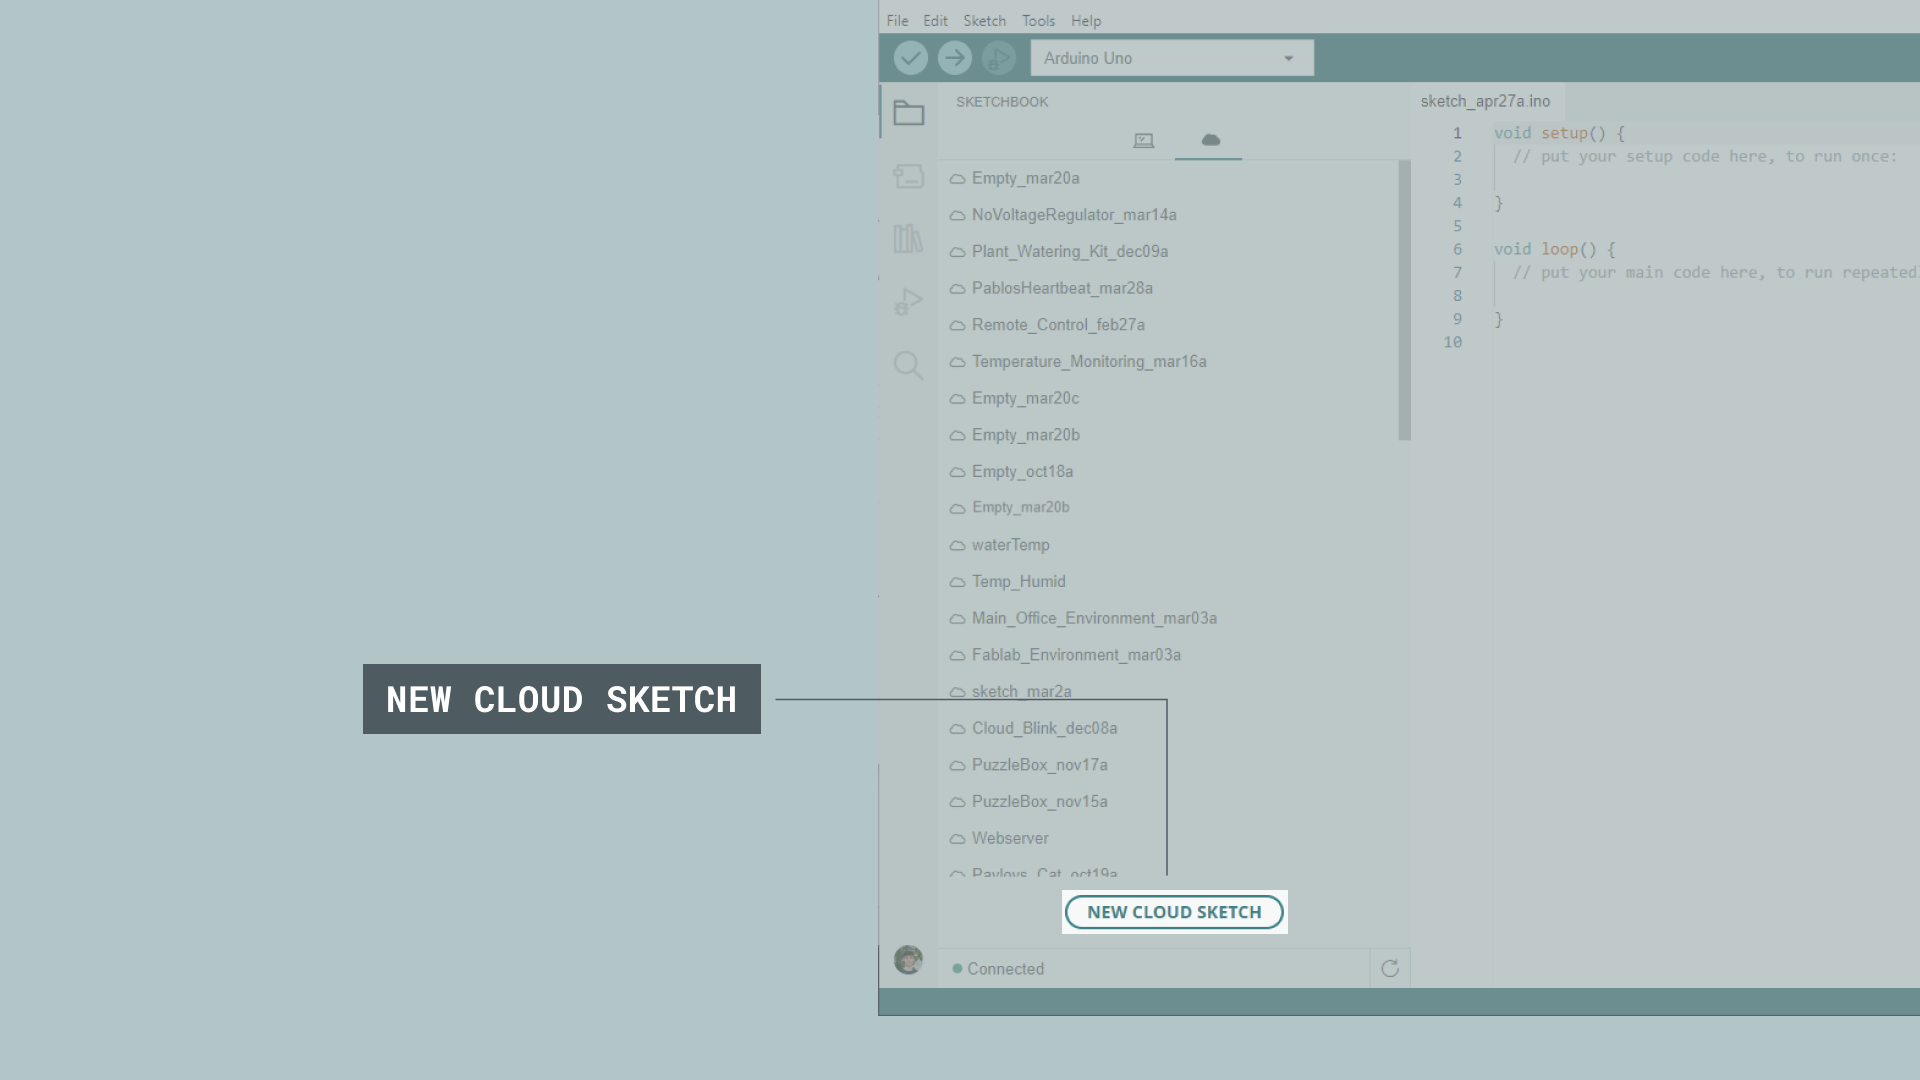 File Edit Sketch Tools Help
Arduino Uno
SKETCHBOOK
Empty_mar20a
NoVoltageRegulator_mar14a
Plant_Watering_Kit_dec09a
PablosHeartbeat_mar28a
Remote_Control_feb27a
Temperature_Monitoring_mar16a
Empty_mar20c
Empty_mar20b
Empty_oct18a
Empty_mar20b
waterTemp
Temp_Humid
Main_Office_Environment_mar03a
Fablab_Environment_mar03a
sketch_mar2a
Cloud_Blink_dec08a
PuzzleBox_nov17a
PuzzleBox_nov15a
Webserver
Pavlovs_Cat_oct19a
NEW CLOUD SKETCH
Connected
sketch_apr27a.ino
1 void setup() {
2 // put your setup code here, to run once:
3
4 }
5
6 void loop() {
7 // put your main code here, to run repeated
8
9 }
10
NEW CLOUD SKETCH